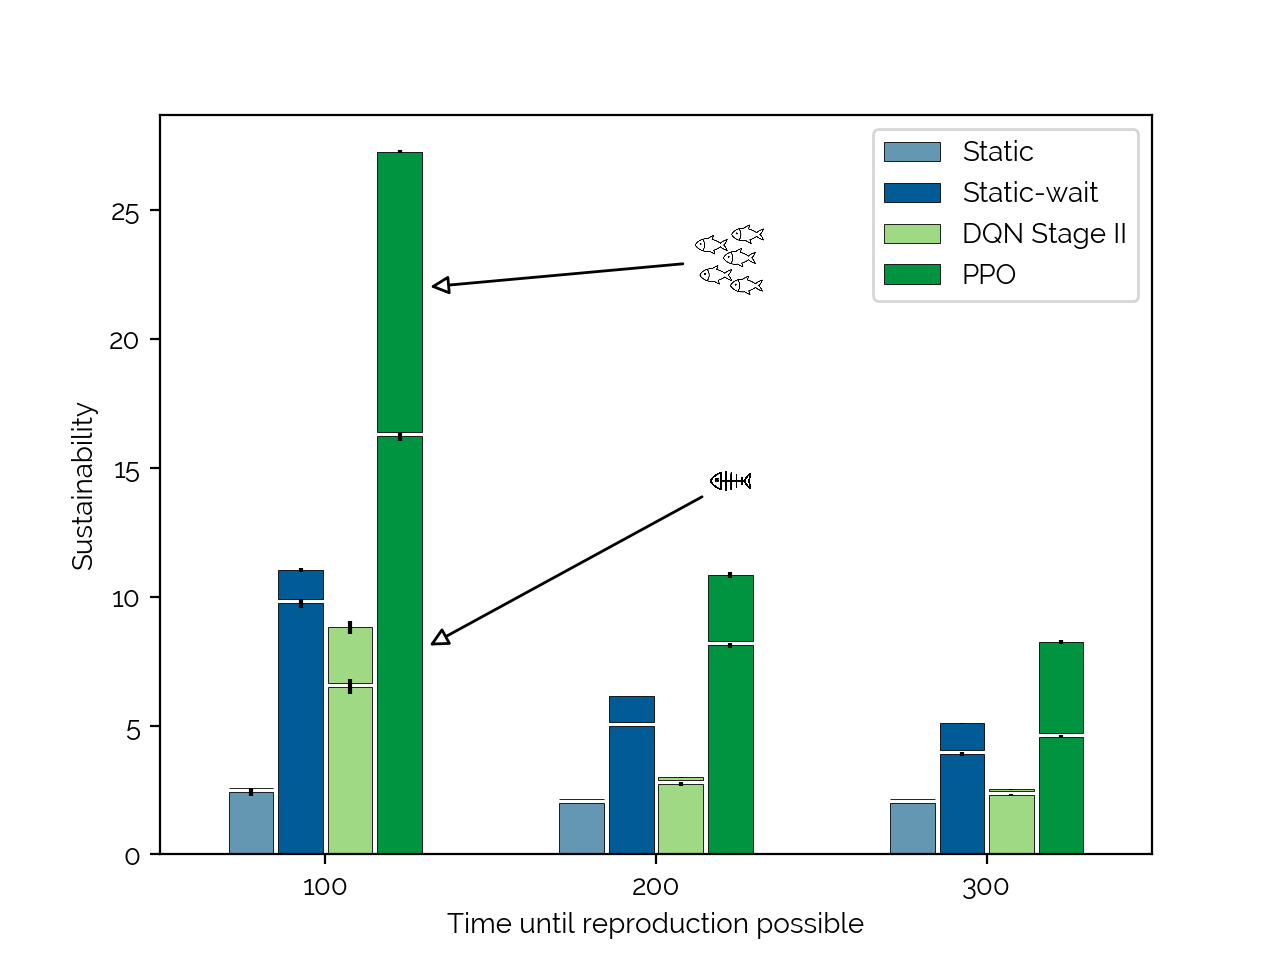 Static
Static-wait
DQN Stage II
PPO
25
20
15
10
5
0
Sustainability
100
200
300
Time until reproduction possible